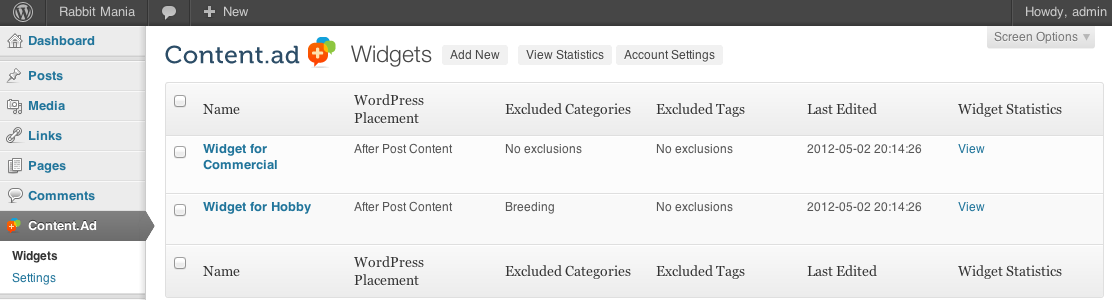 Rabbit Mania New Howdy, admin
Screen Options
Dashboard
Posts
Media
Links
Pages
Comments
Content.Ad
Widgets
Settings
Content.ad Widgets Add New View Statistics Account Settings
Name WordPress Placement Excluded Categories Excluded Tags Last Edited Widget Statistics
Widget for Commercial After Post Content No exclusions No exclusions 2012-05-02 20:14:26 View
Widget for Hobby After Post Content Breeding No exclusions 2012-05-02 20:14:26 View
Name WordPress Placement Excluded Categories Excluded Tags Last Edited Widget Statistics